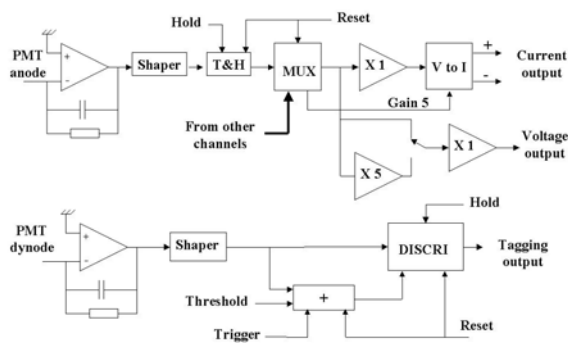 Hold
Reset
PMT
anode
+
-
Shaper
T&H
MUX
X 1
V to I
+
-
Current
output
Gain 5
From other
channels
X 5
X 1
Voltage
output
PMT
dynode
+
-
Shaper
Hold
DISCRI
Tagging
output
Threshold
+
Trigger
Reset